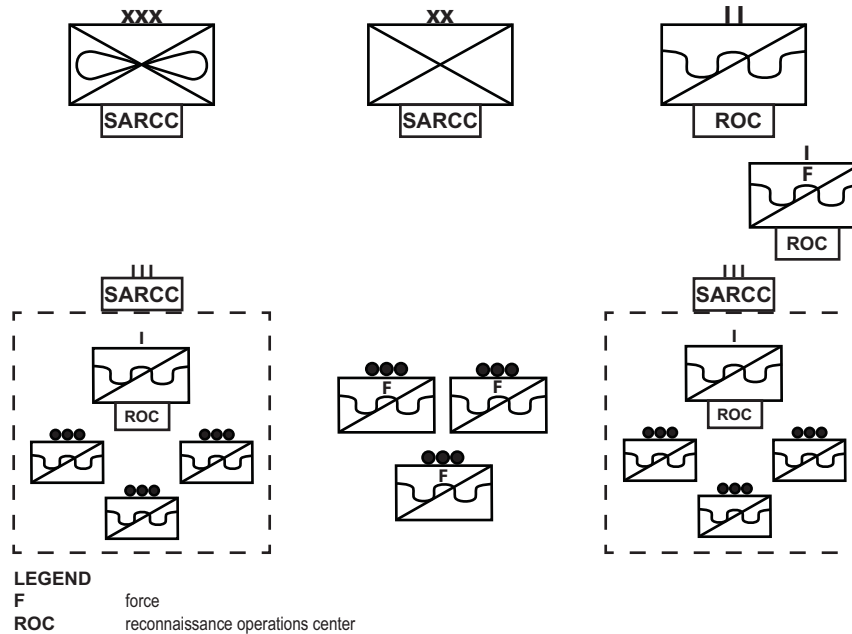 XXX XX II
SARCC SARCC ROC
I
F
ROC
III III
SARCC SARCC
I I
ROC ROC
F F
F
LEGEND
F force
ROC reconnaissance operations center